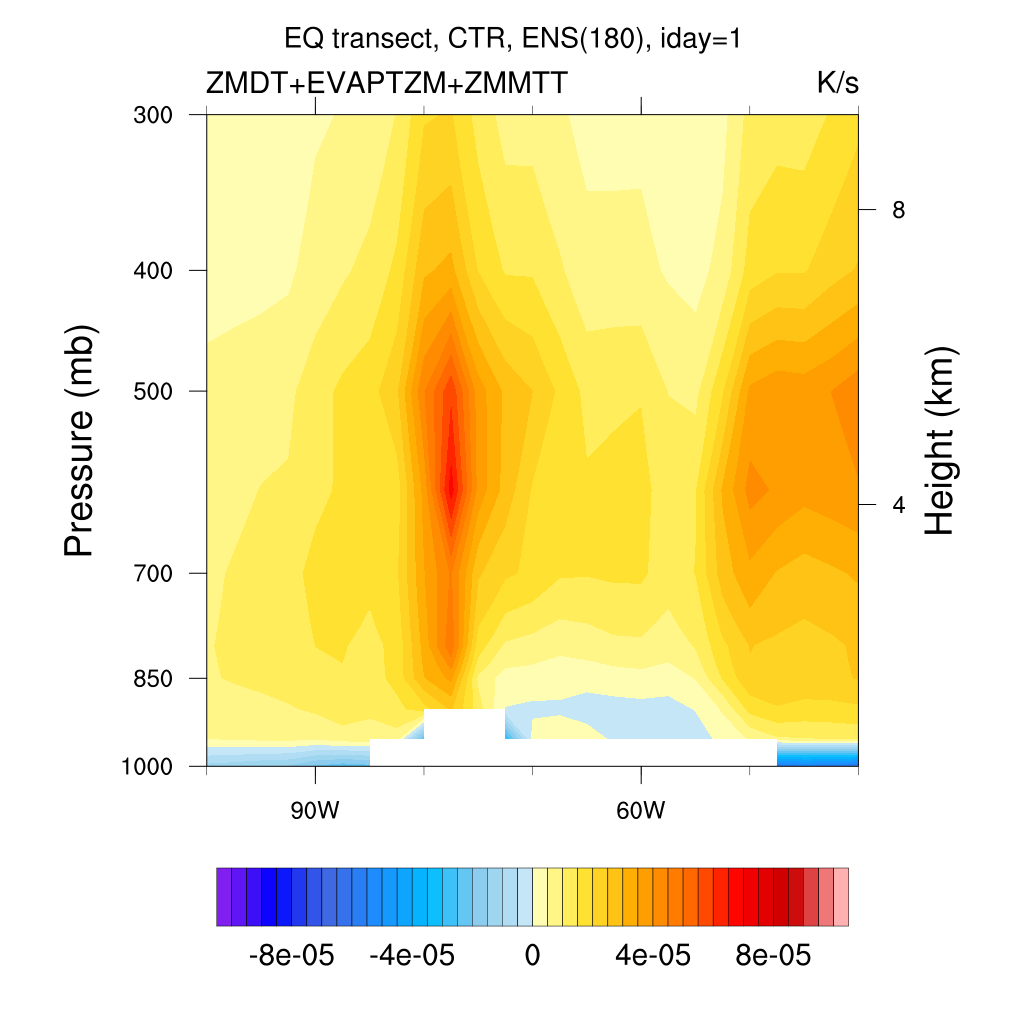 EQ transect, CTR, ENS(180), iday=1
ZMDT+EVAPTZM+ZMMTT K/s
300
400
500
700
850
1000
Pressure (mb)
8
4
Height (km)
90W 60W
-8e-05 -4e-05 0 4e-05 8e-05